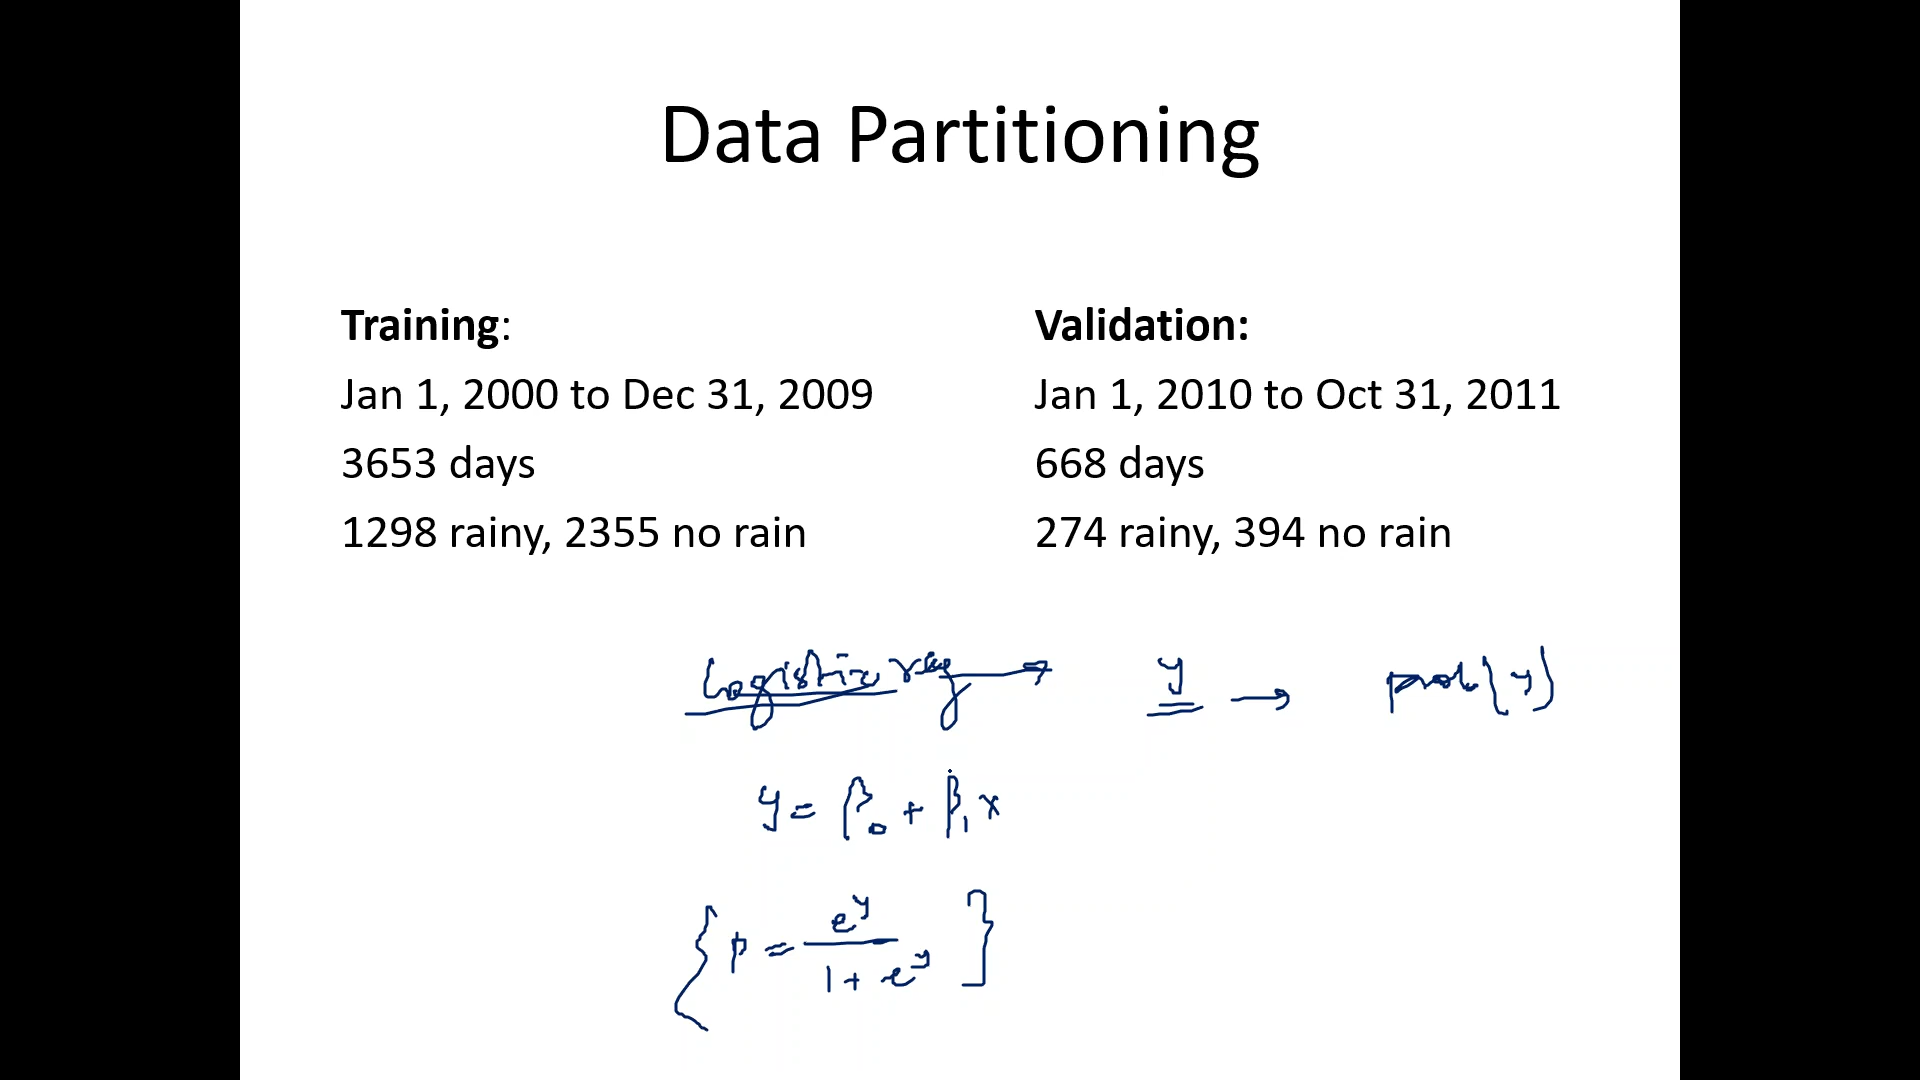 Data Partitioning
Training:
Jan 1, 2000 to Dec 31, 2009
3653 days
1298 rainy, 2355 no rain
Validation:
Jan 1, 2010 to Oct 31, 2011
668 days
274 rainy, 394 no rain
Logistic reg → y → prob(y)
y = β₀ + β₁x
{ p = e^y / 1 + e^y }